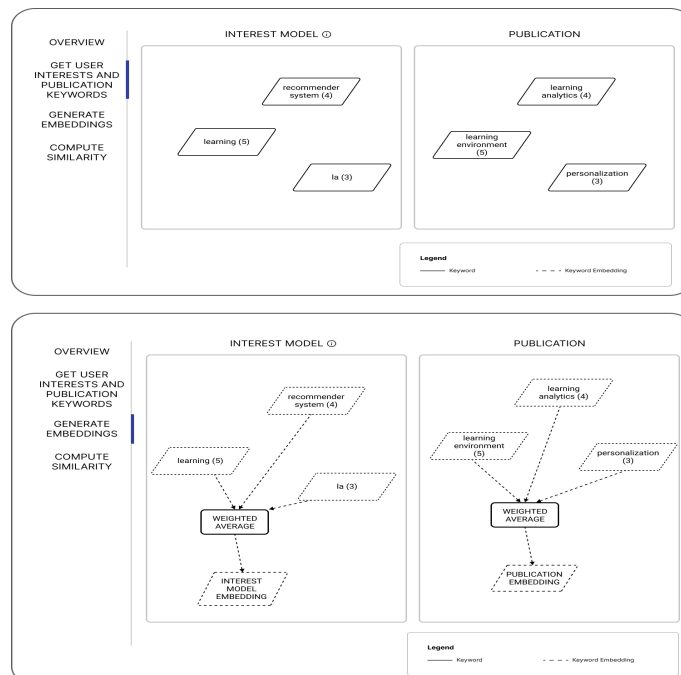 OVERVIEW
GET USER
INTERESTS AND
PUBLICATION
KEYWORDS
GENERATE
EMBEDDINGS
COMPUTE
SIMILARITY
INTEREST MODEL ⓘ
recommender
system (4)
learning (5)
la (3)
PUBLICATION
learning
analytics (4)
learning
environment
(5)
personalization
(3)
Legend
Keyword
Keyword Embedding
OVERVIEW
GET USER
INTERESTS AND
PUBLICATION
KEYWORDS
GENERATE
EMBEDDINGS
COMPUTE
SIMILARITY
INTEREST MODEL ⓘ
recommender
system (4)
learning (5)
la (3)
WEIGHTED
AVERAGE
INTEREST
MODEL
EMBEDDING
PUBLICATION
learning
analytics (4)
learning
environment
(5)
personalization
(3)
WEIGHTED
AVERAGE
PUBLICATION
EMBEDDING
Legend
Keyword
Keyword Embedding